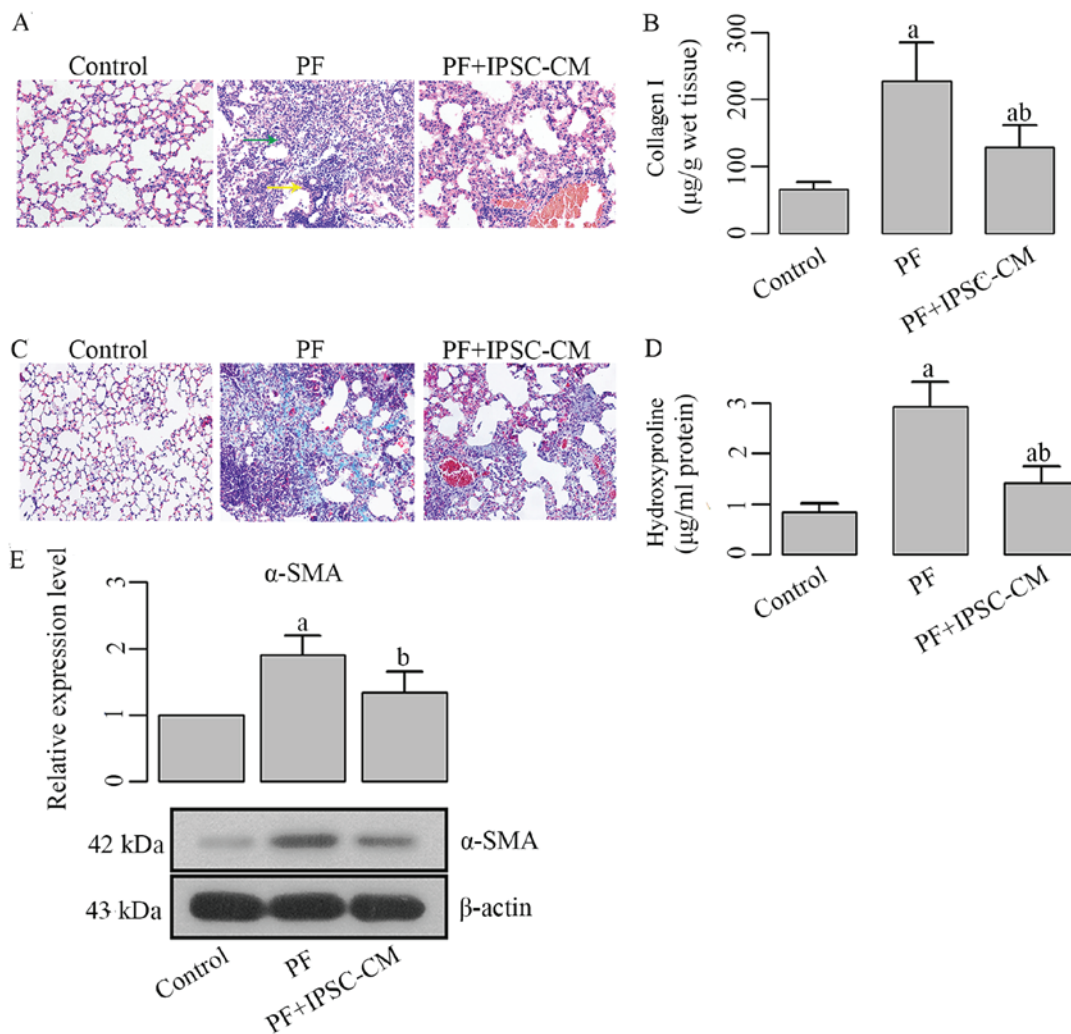 A
Control
PF
PF+IPSC-CM
B
Collagen I
(μg/g wet tissue)
300
200
100
0
a
ab
Control
PF
PF+IPSC-CM
C
Control
PF
PF+IPSC-CM
D
Hydroxyproline
(μg/ml protein)
3
2
1
0
a
ab
Control
PF
PF+IPSC-CM
E
α-SMA
Relative expression level
3
2
1
0
a
b
42 kDa
α-SMA
43 kDa
β-actin
Control
PF
PF+IPSC-CM